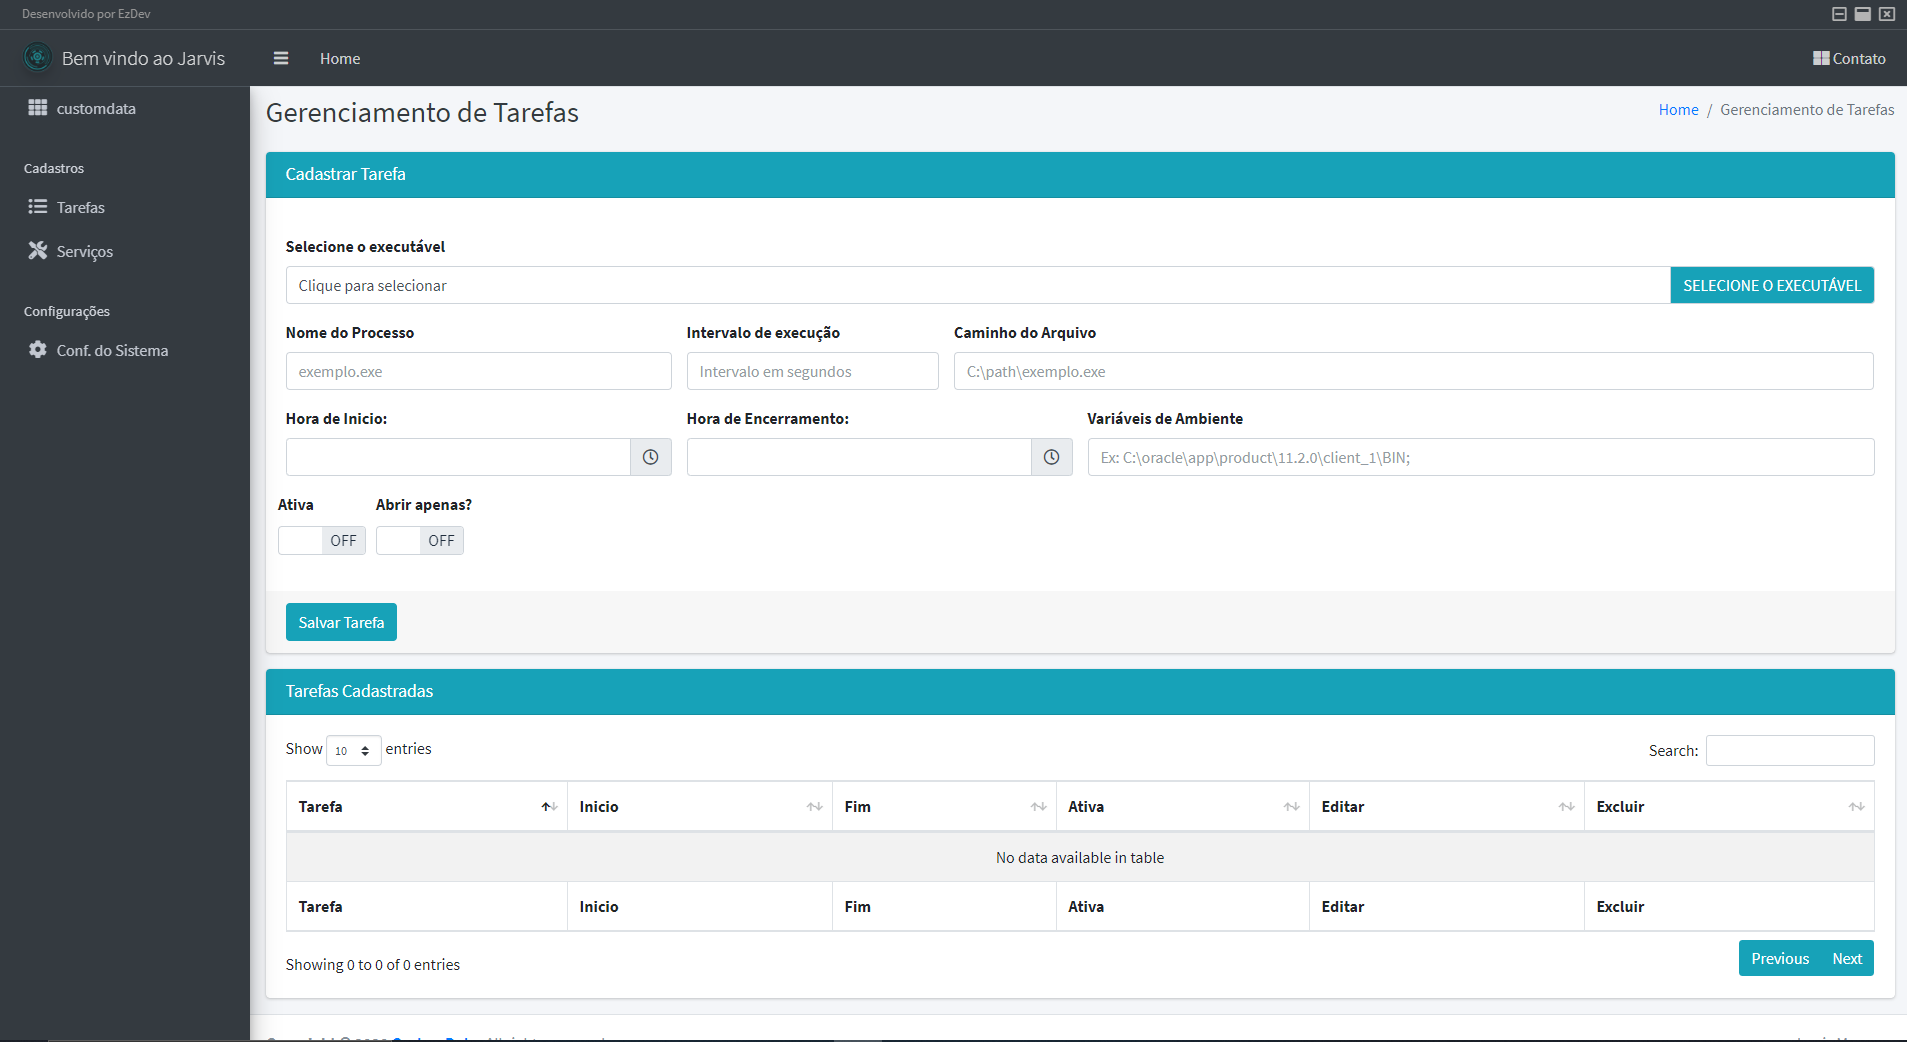 Desenvolvido por EzDev
Bem vindo ao Jarvis
Home
Contato
customdata
Cadastros
Tarefas
Serviços
Configurações
Conf. do Sistema
Gerenciamento de Tarefas
Home / Gerenciamento de Tarefas
Cadastrar Tarefa
Selecione o executável
Clique para selecionar SELECIONE O EXECUTÁVEL
Nome do Processo Intervalo de execução Caminho do Arquivo
exemplo.exe Intervalo em segundos C:\path\exemplo.exe
Hora de Inicio: Hora de Encerramento: Variáveis de Ambiente
Ex: C:\oracle\app\product\11.2.0\client_1\BIN;
Ativa Abrir apenas?
OFF OFF
Salvar Tarefa
Tarefas Cadastradas
Show 10 entries Search:
Tarefa Inicio Fim Ativa Editar Excluir
No data available in table
Tarefa Inicio Fim Ativa Editar Excluir
Showing 0 to 0 of 0 entries
Previous Next